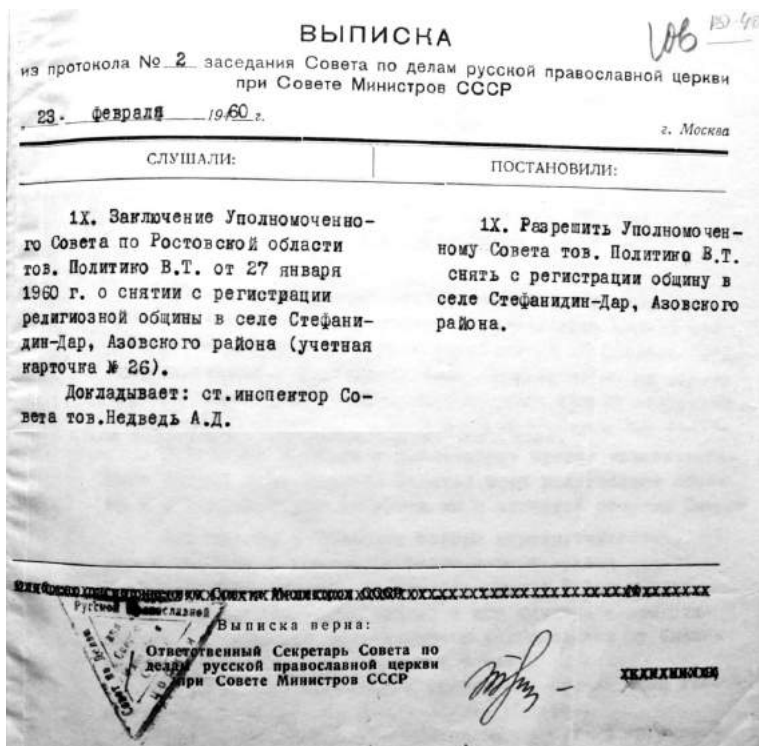 ВЫПИСКА
из протокола № 2 заседания Совета по делам русской православной церкви
при Совете Министров СССР
23. февраля 1960 г.
г. Москва
СЛУШАЛИ:
1X. Заключение Уполномоченно-
го Совета по Ростовской области
тов. Политико В.Т. от 27 января
1960 г. о снятии с регистрации
религиозной общины в селе Стефани-
дин-Дар, Азовского района (учетная
карточка № 26).
Докладывает: ст.инспектор Со-
вета тов.Недведь А.Д.
ПОСТАНОВИЛИ:
1X. Разрешить Уполномочен-
ному Совета тов. Политико В.Т.
снять с регистрации общину в
селе Стефанидин-Дар, Азовского
района.
Русской Православной
Выписка верна:
Ответственный Секретарь Совета по
делам русской православной церкви
при Совете Министров СССР